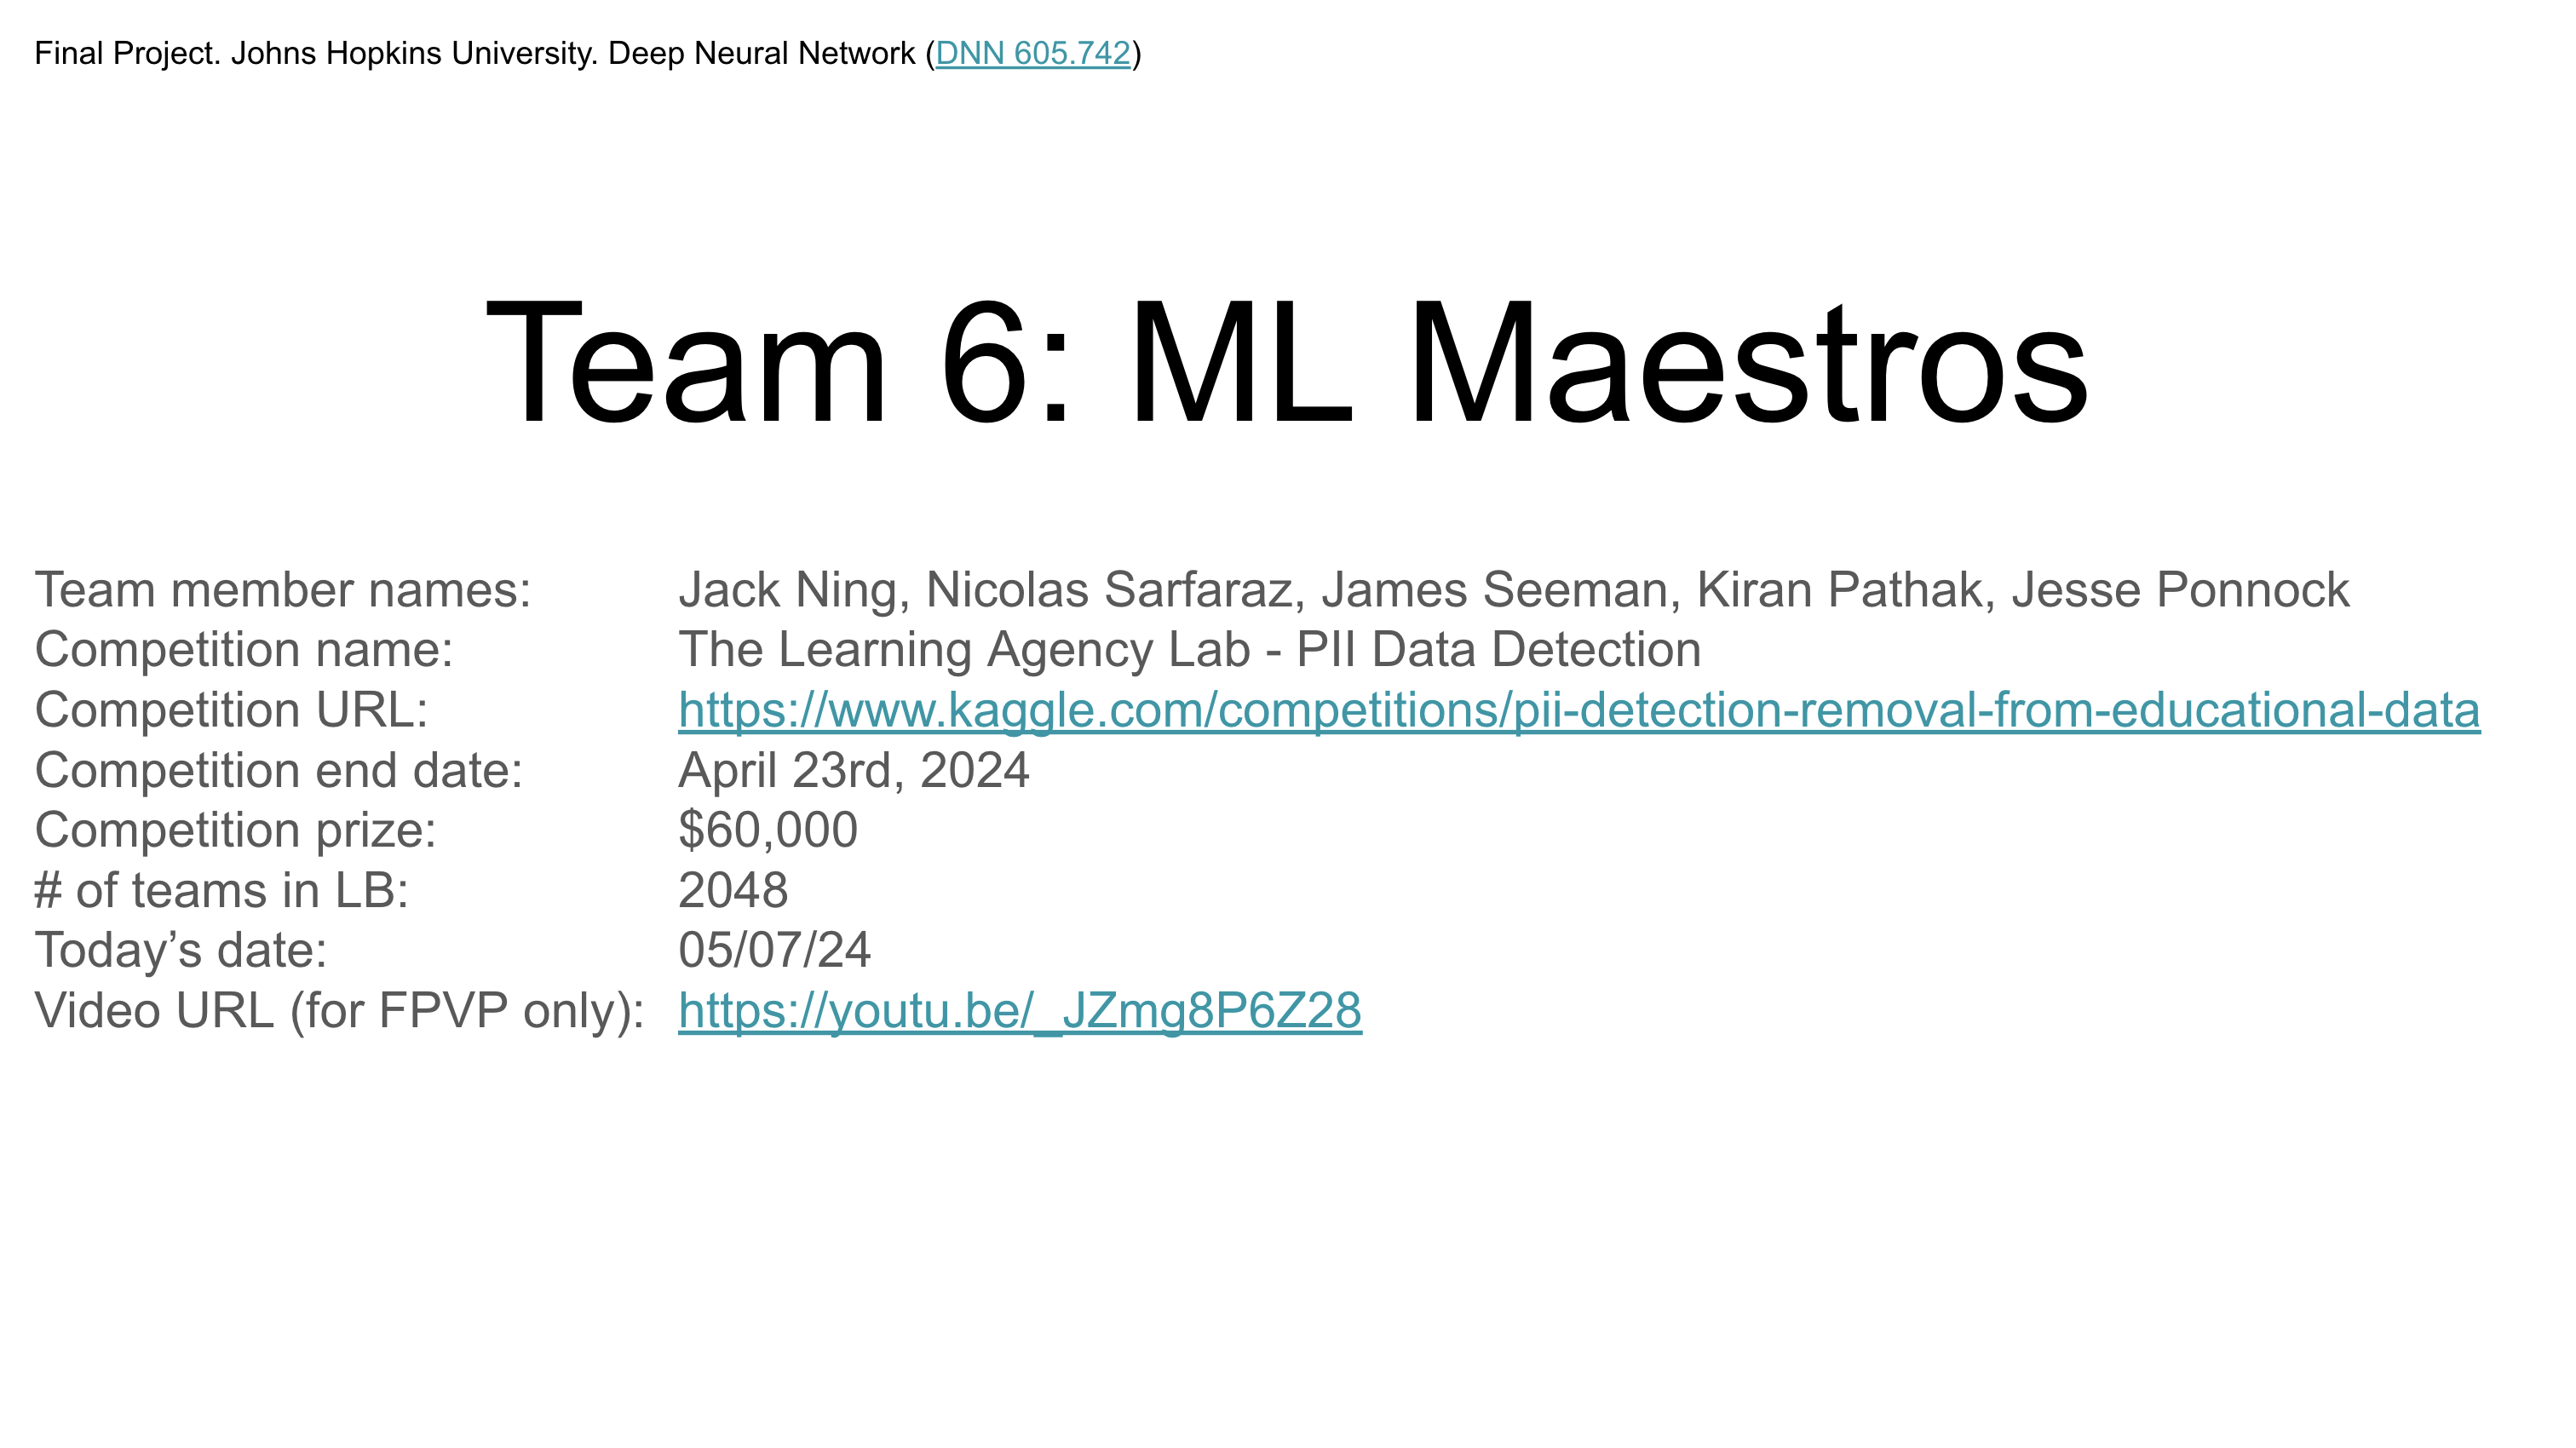 Final Project. Johns Hopkins University. Deep Neural Network (DNN 605.742)
Team 6: ML Maestros
Team member names: Jack Ning, Nicolas Sarfaraz, James Seeman, Kiran Pathak, Jesse Ponnock
Competition name: The Learning Agency Lab - PII Data Detection
Competition URL: https://www.kaggle.com/competitions/pii-detection-removal-from-educational-data
Competition end date: April 23rd, 2024
Competition prize: $60,000
# of teams in LB: 2048
Today’s date: 05/07/24
Video URL (for FPVP only): https://youtu.be/_JZmg8P6Z28